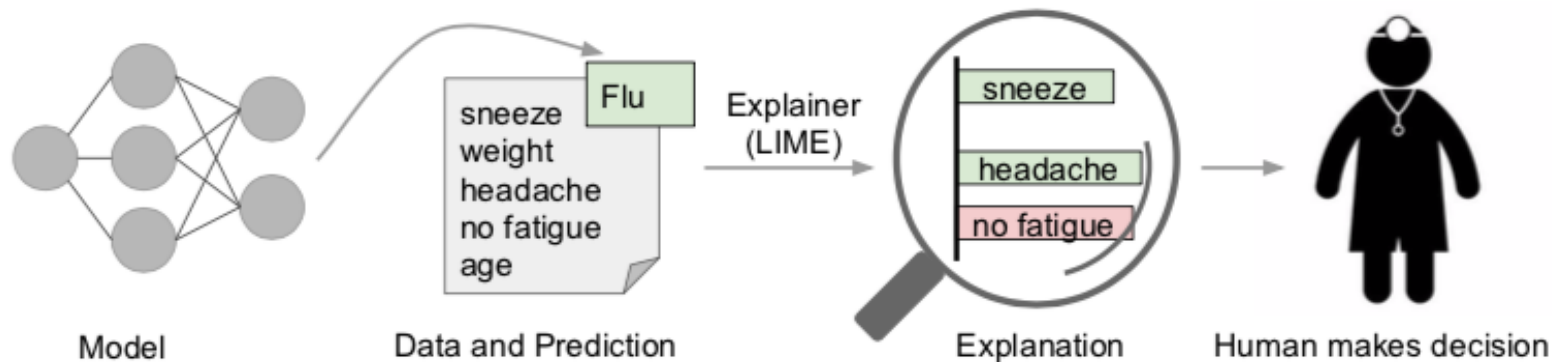 Flu
sneeze
weight
headache
no fatigue
age
Explainer
(LIME)
sneeze
headache
no fatigue
Model
Data and Prediction
Explanation
Human makes decision